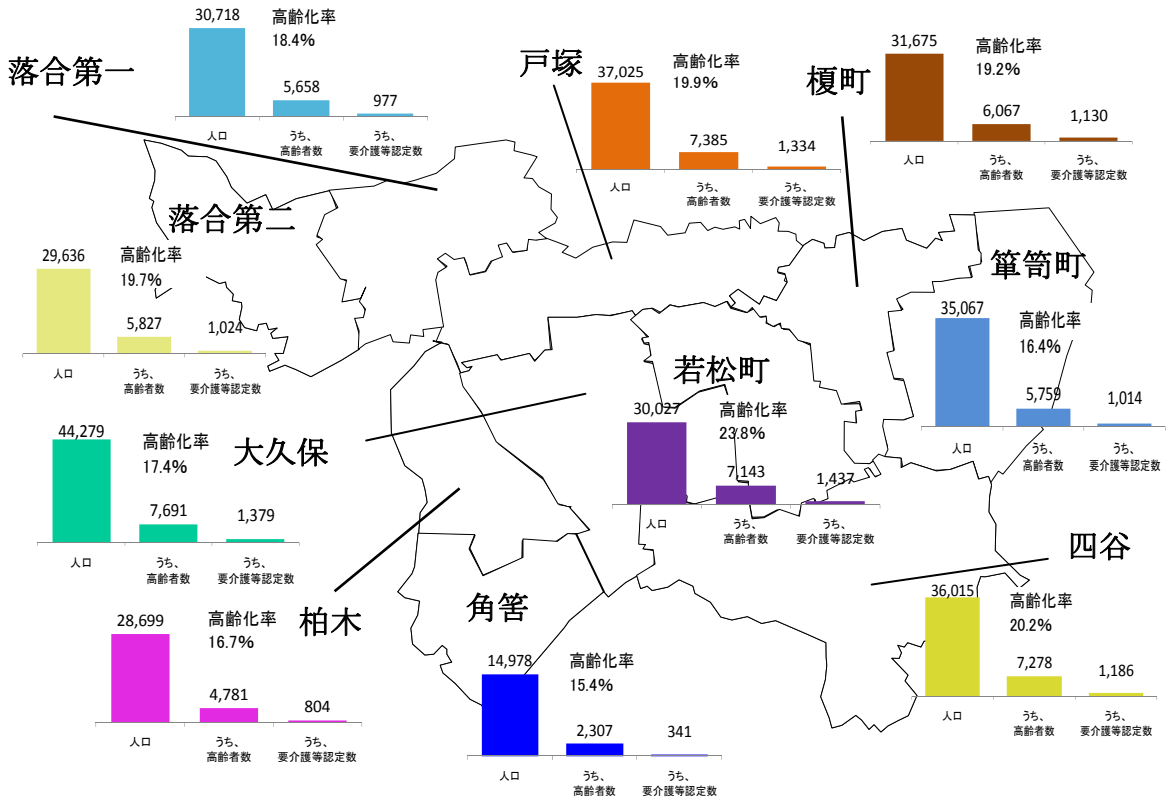 落合第一
30,718
高齢化率
18.4%
5,658
977
人口
うち、
高齢者数
うち、
要介護等認定数
戸塚
37,025
高齢化率
19.9%
7,385
1,334
人口
うち、
高齢者数
うち、
要介護等認定数
榎町
31,675
高齢化率
19.2%
6,067
1,130
人口
うち、
高齢者数
うち、
要介護等認定数
落合第二
29,636
高齢化率
19.7%
5,827
1,024
人口
うち、
高齢者数
うち、
要介護等認定数
簞笥町
35,067
高齢化率
16.4%
5,759
1,014
人口
うち、
高齢者数
うち、
要介護等認定数
若松町
30,027
高齢化率
23.8%
7,143
1,437
人口
うち、
高齢者数
うち、
要介護等認定数
大久保
44,279
高齢化率
17.4%
7,691
1,379
人口
うち、
高齢者数
うち、
要介護等認定数
四谷
36,015
高齢化率
20.2%
7,278
1,186
人口
うち、
高齢者数
うち、
要介護等認定数
柏木
28,699
高齢化率
16.7%
4,781
804
人口
うち、
高齢者数
うち、
要介護等認定数
角筈
14,978
高齢化率
15.4%
2,307
341
人口
うち、
高齢者数
うち、
要介護等認定数